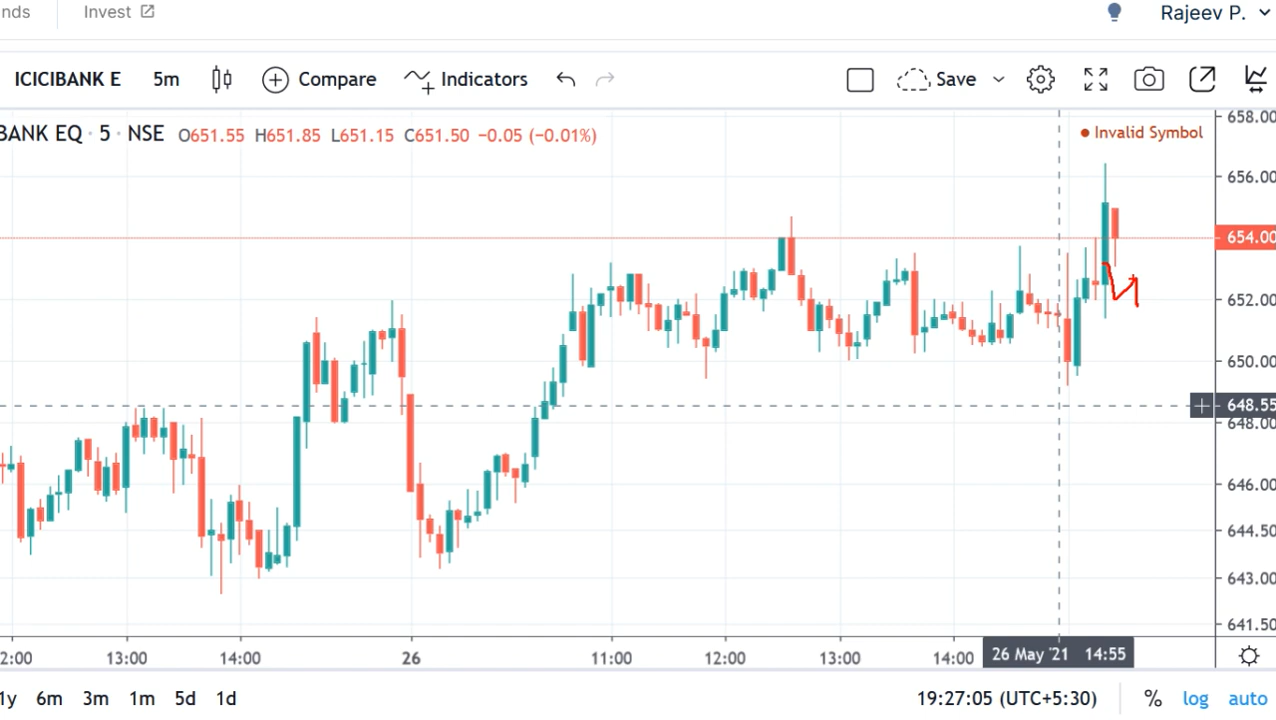 nds Invest Rajeev P.
ICICIBANK E 5m Compare Indicators Save
BANK EQ · 5 · NSE O651.55 H651.85 L651.15 C651.50 −0.05 (−0.01%)
Invalid Symbol
658.00
656.00
654.00
652.00
650.00
648.55
648.00
646.00
644.50
643.00
641.50
2:00 13:00 14:00 26 11:00 12:00 13:00 14:00 26 May '21 14:55
1y 6m 3m 1m 5d 1d 19:27:05 (UTC+5:30) % log auto